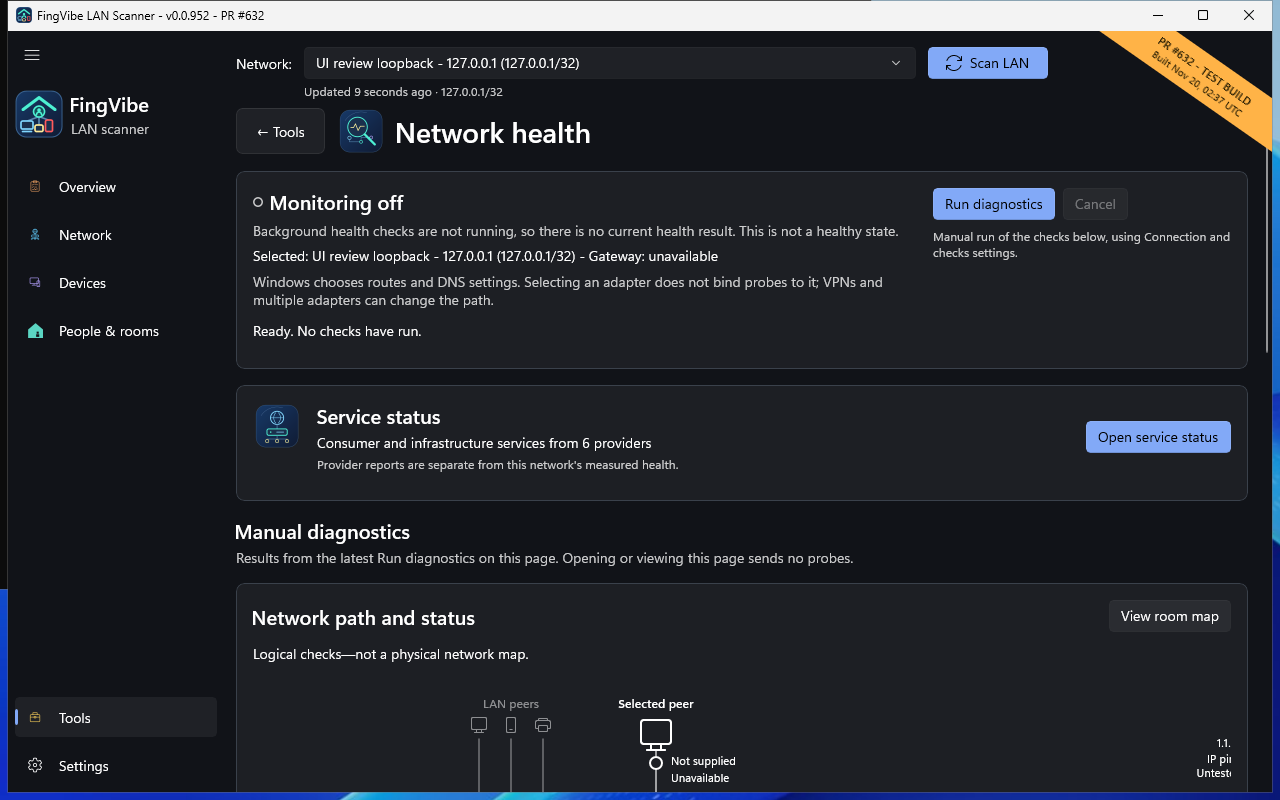 FingVibe LAN Scanner - v0.0.952 - PR #632
PR #632 - TEST BUILD
Built Nov 20, 02:37 UTC
Network:
UI review loopback - 127.0.0.1 (127.0.0.1/32)
Scan LAN
Updated 9 seconds ago · 127.0.0.1/32
FingVibe
LAN scanner
← Tools
Network health
Overview
Network
Devices
People & rooms
Tools
Settings
Monitoring off
Background health checks are not running, so there is no current health result. This is not a healthy state.
Selected: UI review loopback - 127.0.0.1 (127.0.0.1/32) - Gateway: unavailable
Windows chooses routes and DNS settings. Selecting an adapter does not bind probes to it; VPNs and
multiple adapters can change the path.
Ready. No checks have run.
Run diagnostics
Cancel
Manual run of the checks below, using Connection and
checks settings.
Service status
Consumer and infrastructure services from 6 providers
Provider reports are separate from this network's measured health.
Open service status
Manual diagnostics
Results from the latest Run diagnostics on this page. Opening or viewing this page sends no probes.
Network path and status
View room map
Logical checks—not a physical network map.
LAN peers
Selected peer
Not supplied
Unavailable
1.1.
IP